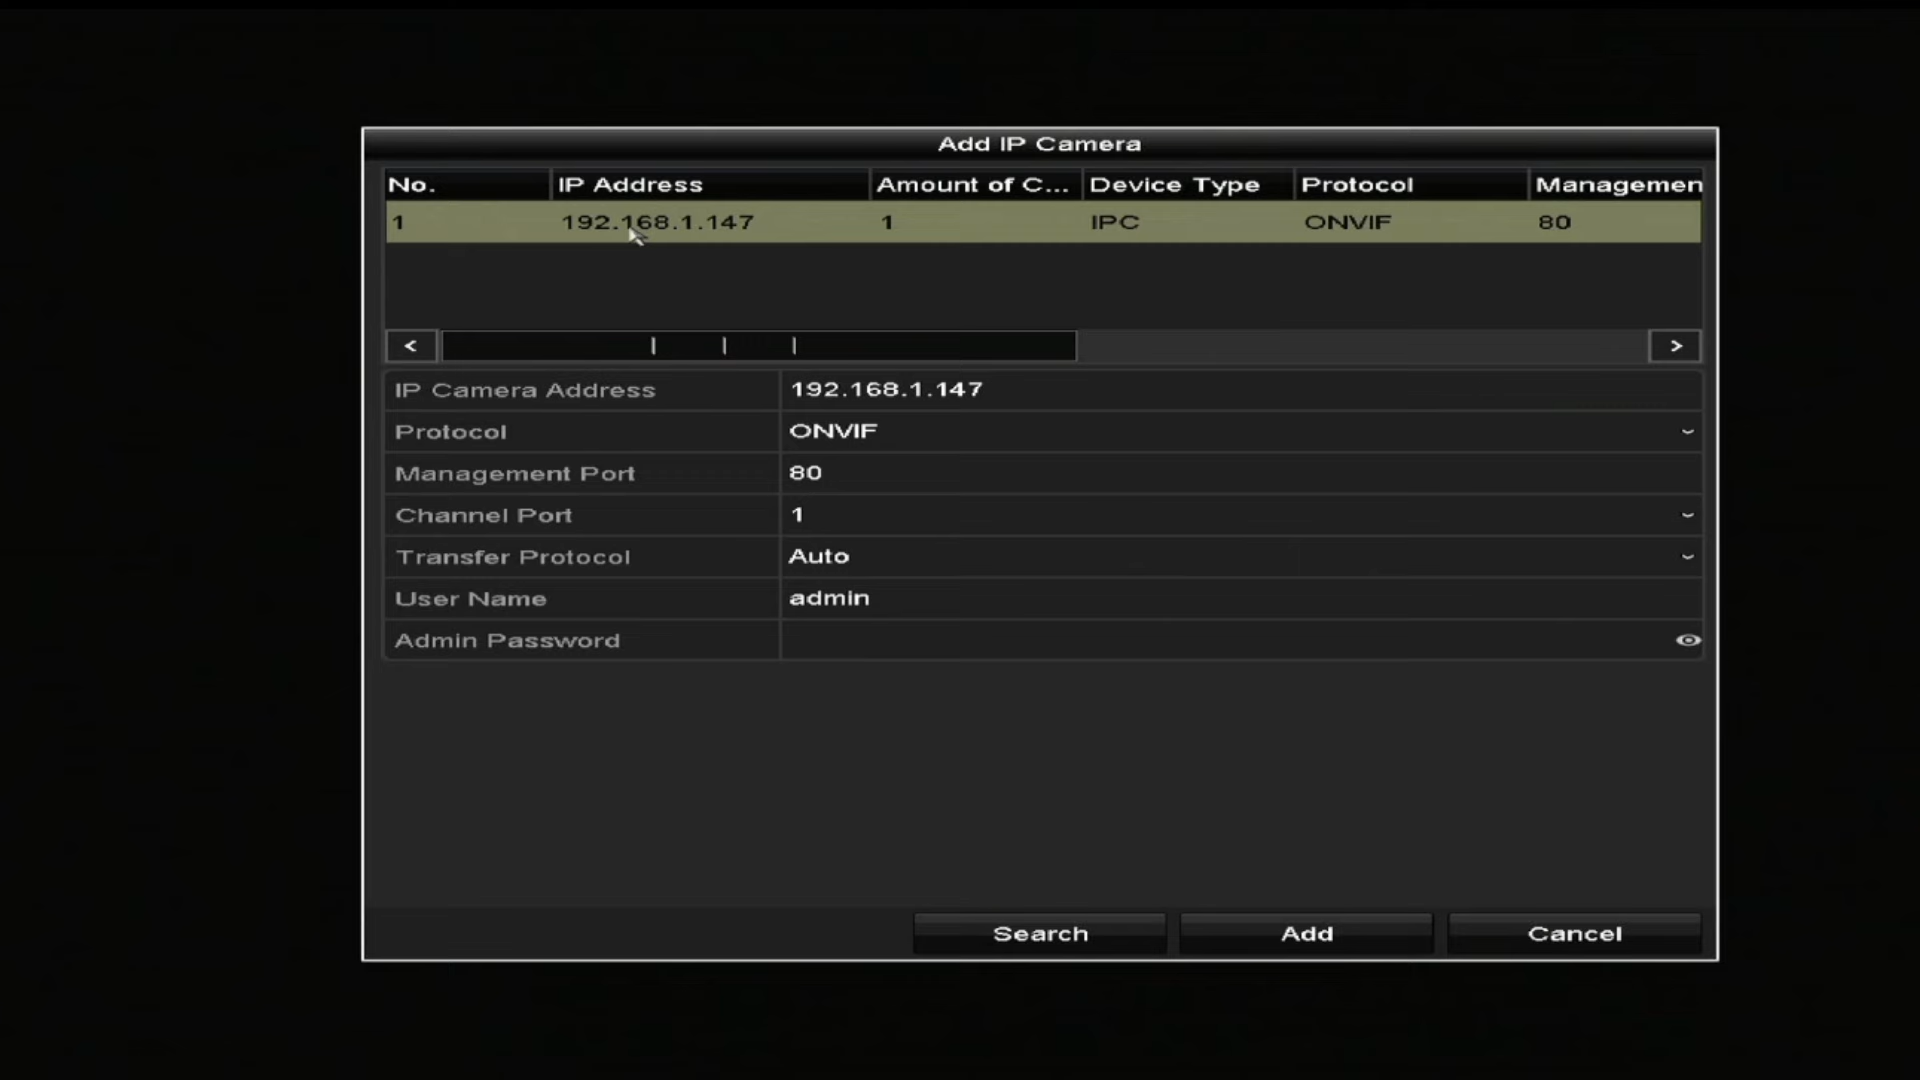 Add IP Camera
No. IP Address Amount of C... Device Type Protocol Managemen
1 192.168.1.147 1 IPC ONVIF 80
< >
IP Camera Address 192.168.1.147
Protocol ONVIF
Management Port 80
Channel Port 1
Transfer Protocol Auto
User Name admin
Admin Password
Search Add Cancel